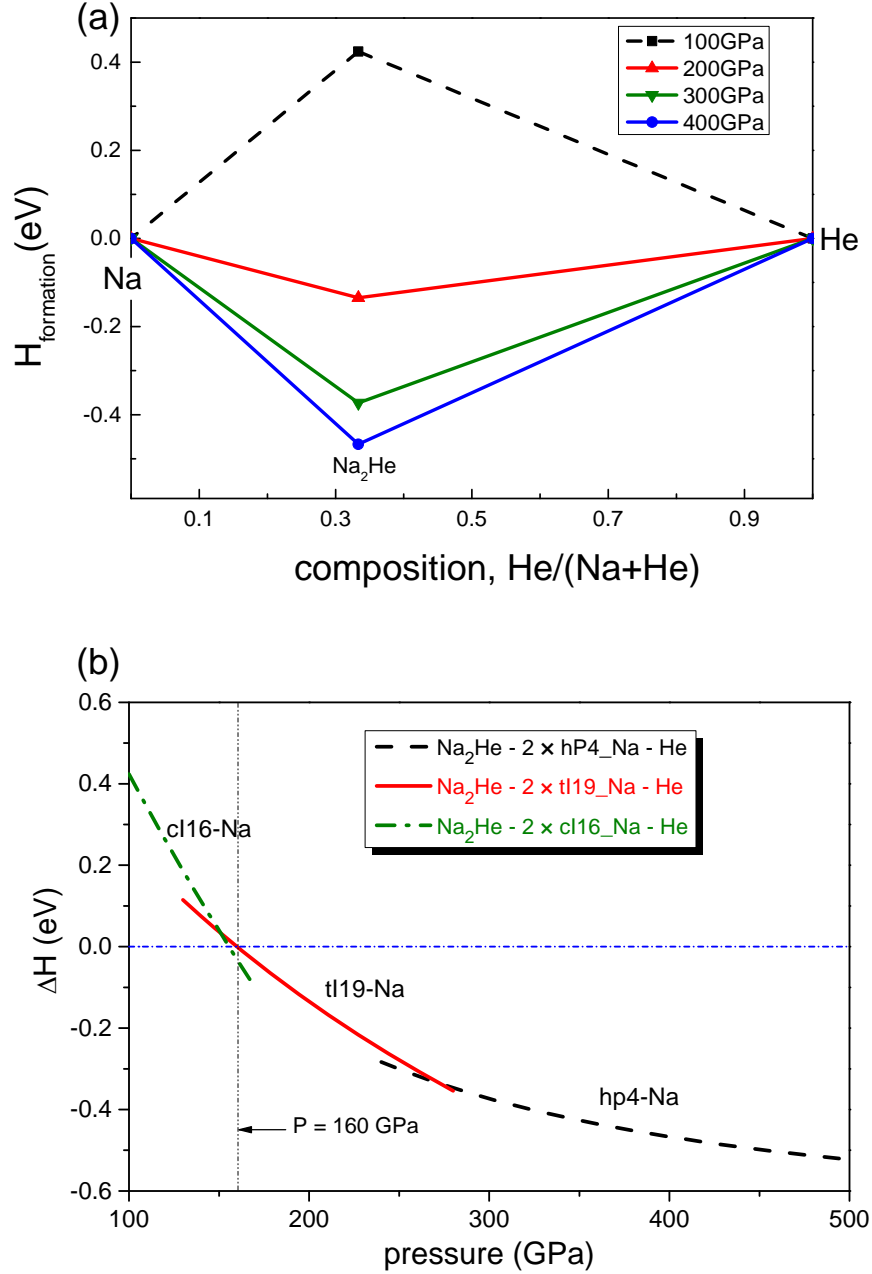 (a)
100GPa
200GPa
300GPa
400GPa
0.4
0.2
0.0
-0.2
-0.4
H_formation (eV)
Na
He
Na₂He
0.1 0.3 0.5 0.7 0.9
composition, He/(Na+He)
(b)
0.6
0.4
0.2
0.0
-0.2
-0.4
-0.6
ΔH (eV)
Na₂He - 2 × hP4_Na - He
Na₂He - 2 × tI19_Na - He
Na₂He - 2 × cI16_Na - He
cI16-Na
tI19-Na
hp4-Na
P = 160 GPa
100 200 300 400 500
pressure (GPa)